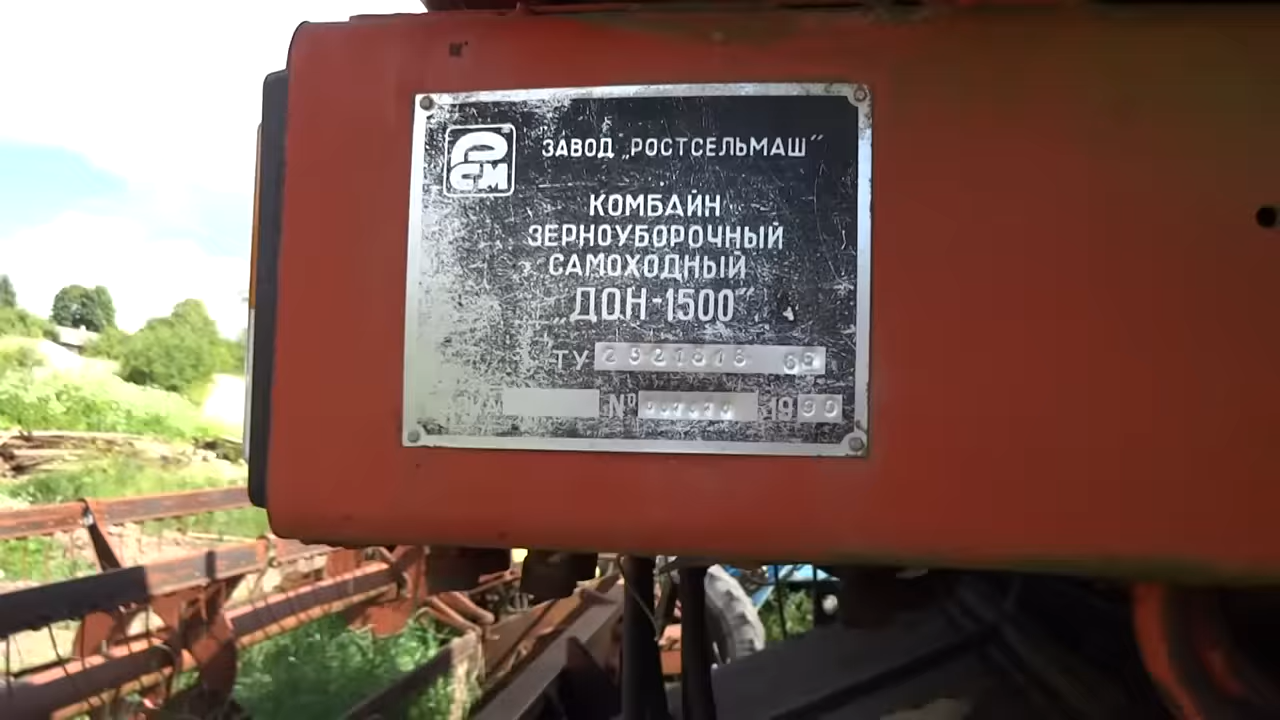 РСМ
ЗАВОД „РОСТСЕЛЬМАШ"
КОМБАЙН
ЗЕРНОУБОРОЧНЫЙ
САМОХОДНЫЙ
„ДОН-1500"
ТУ
№ 1990